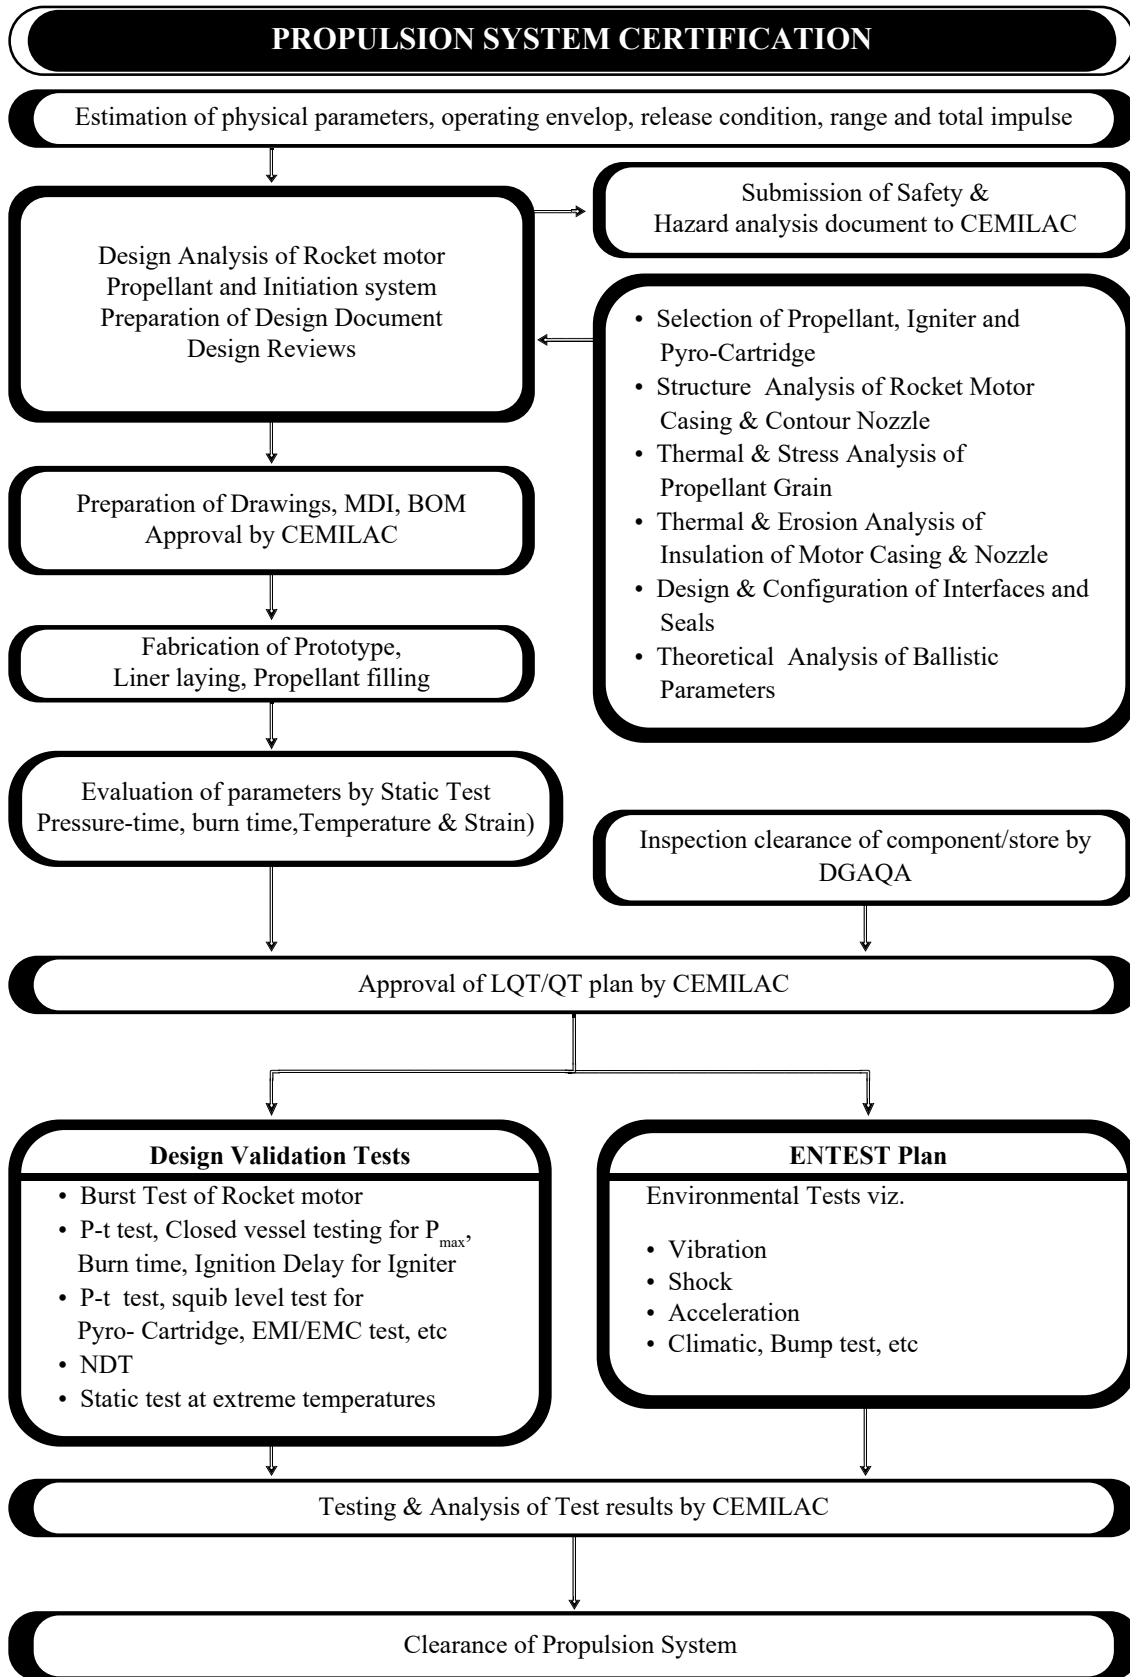 PROPULSION SYSTEM CERTIFICATION
Estimation of physical parameters, operating envelop, release condition, range and total impulse
Submission of Safety &
Hazard analysis document to CEMILAC
Design Analysis of Rocket motor
Propellant and Initiation system
Preparation of Design Document
Design Reviews
• Selection of Propellant, Igniter and
Pyro-Cartridge
• Structure Analysis of Rocket Motor
Casing & Contour Nozzle
• Thermal & Stress Analysis of
Propellant Grain
• Thermal & Erosion Analysis of
Insulation of Motor Casing & Nozzle
• Design & Configuration of Interfaces and
Seals
• Theoretical Analysis of Ballistic
Parameters
Preparation of Drawings, MDI, BOM
Approval by CEMILAC
Fabrication of Prototype,
Liner laying, Propellant filling
Evaluation of parameters by Static Test
Pressure-time, burn time,Temperature & Strain)
Inspection clearance of component/store by
DGAQA
Approval of LQT/QT plan by CEMILAC
Design Validation Tests
• Burst Test of Rocket motor
• P-t test, Closed vessel testing for Pmax,
Burn time, Ignition Delay for Igniter
• P-t test, squib level test for
Pyro- Cartridge, EMI/EMC test, etc
• NDT
• Static test at extreme temperatures
ENTEST Plan
Environmental Tests viz.
• Vibration
• Shock
• Acceleration
• Climatic, Bump test, etc
Testing & Analysis of Test results by CEMILAC
Clearance of Propulsion System